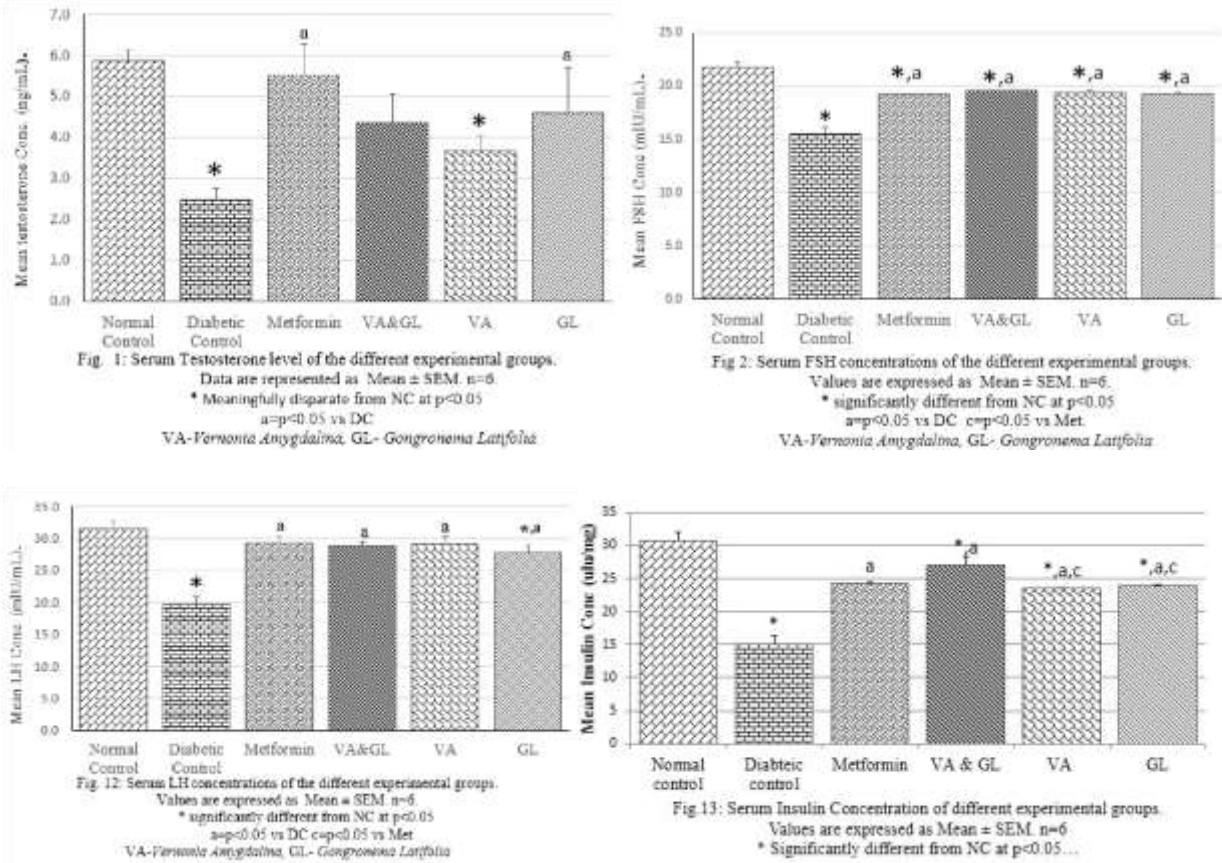 Mean testosterone Conc. (ng/mL).
7.0
6.0
5.0
4.0
3.0
2.0
1.0
0.0
a
a
*
*
Normal Control
Diabetic Control
Metformin
VA&GL
VA
GL
Fig. 1: Serum Testosterone level of the different experimental groups.
Data are represented as Mean ± SEM. n=6
* Meaningfully disparate from NC at p<0.05
a=p<0.05 vs DC
VA-Vernonia Amygdalina, GL- Gongronema Latifolia
Mean FSH Conc (mIU/mL).
25.0
20.0
15.0
10.0
5.0
0.0
*
*,a
*,a
*,a
*,a
Normal Control
Diabetic Control
Metformin
VA&GL
VA
GL
Fig 2: Serum FSH concentrations of the different experimental groups.
Values are expressed as Mean ± SEM. n=6.
* significantly different from NC at p<0.05
a=p<0.05 vs DC c=p<0.05 vs Met.
VA-Vernonia Amygdalina, GL- Gongronema Latifolia
Mean LH Conc (mIU/mL).
35.0
30.0
25.0
20.0
15.0
10.0
5.0
0.0
*
a
a
a
*,a
Normal Control
Diabetic Control
Metformin
VA&GL
VA
GL
Fig. 12: Serum LH concentrations of the different experimental groups.
Values are expressed as Mean ± SEM. n=6.
* significantly different from NC at p<0.05
a=p<0.05 vs DC c=p<0.05 vs Met
VA-Vernonia Amygdalina, GL- Gongronema Latifolia
Mean Insulin Conc (ulu/mg)
35
30
25
20
15
10
5
0
*
a
*,a
*,a,c
*,a,c
Normal control
Diabteic control
Metformin
VA & GL
VA
GL
Fig.13: Serum Insulin Concentration of different experimental groups.
Values are expressed as Mean ± SEM. n=6
* Significantly different from NC at p<0.05…